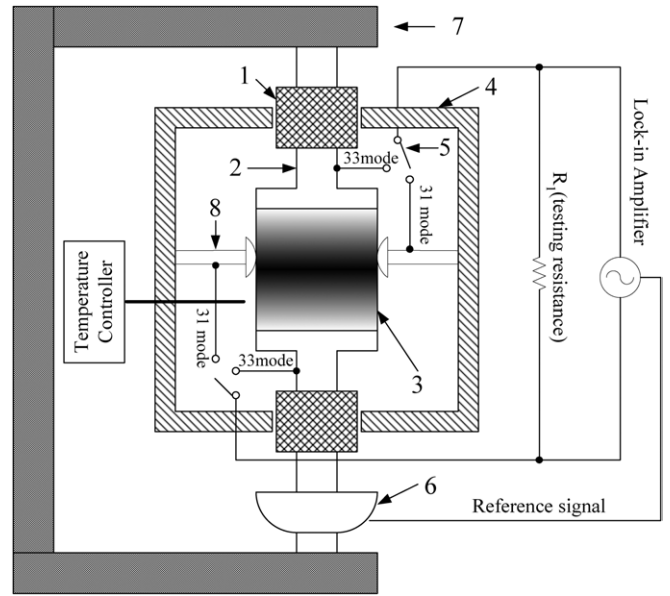 7
1
4
5
33mode
2
31 mode
8
Lock-in Amplifier
R₁(testing resistance)
Temperature
Controller
31 mode
33mode
3
6
Reference signal